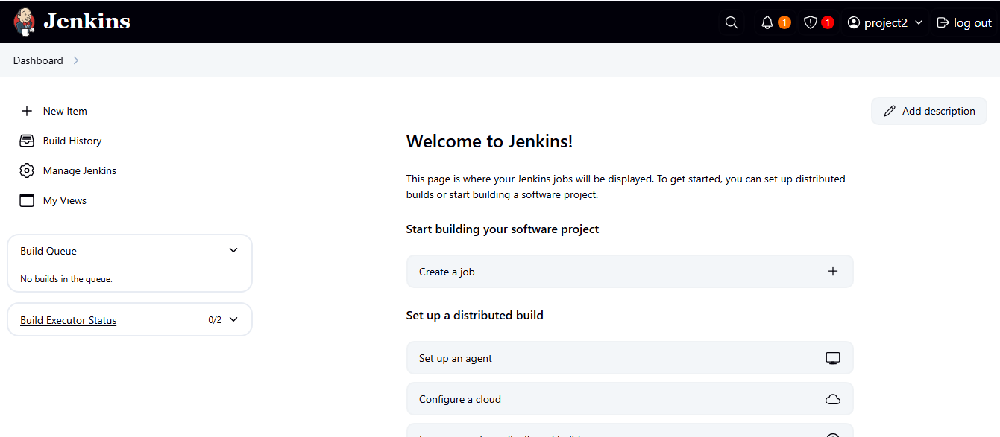 Jenkins
1
1
project2
log out
Dashboard
New Item
Build History
Manage Jenkins
My Views
Build Queue
No builds in the queue.
Build Executor Status
0/2
Add description
Welcome to Jenkins!
This page is where your Jenkins jobs will be displayed. To get started, you can set up distributed
builds or start building a software project.
Start building your software project
Create a job
Set up a distributed build
Set up an agent
Configure a cloud